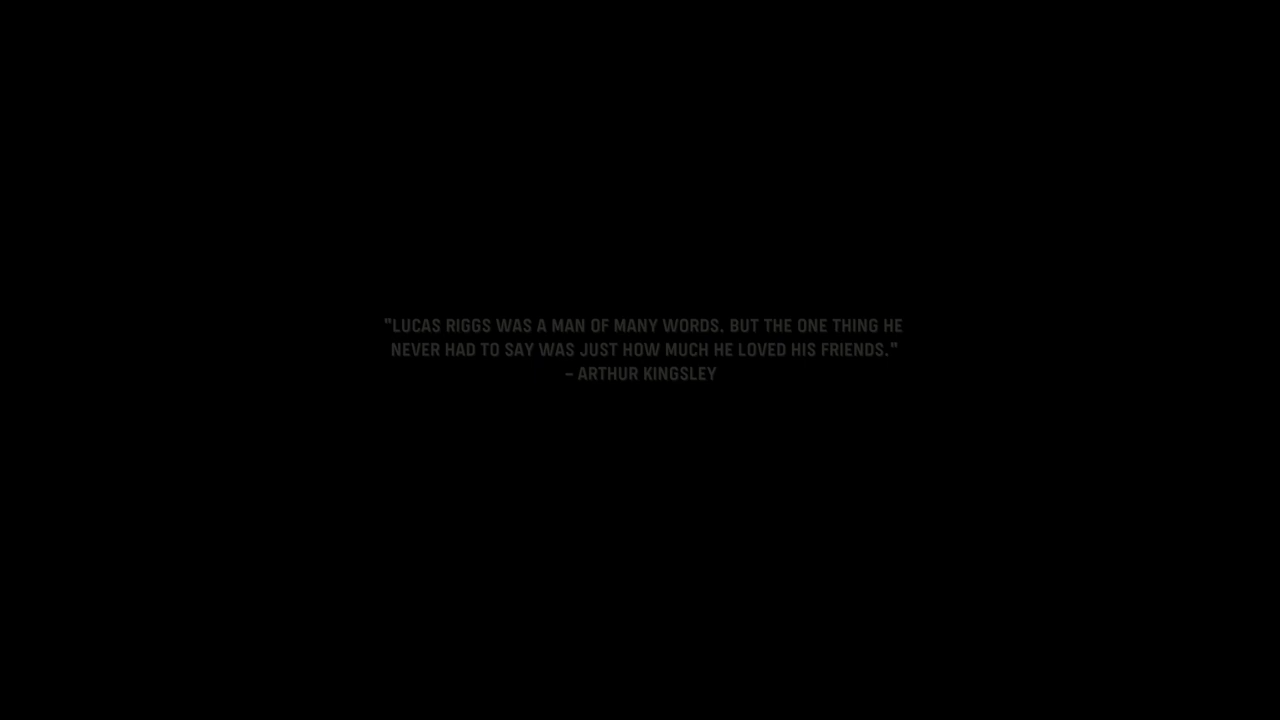 "LUCAS RIGGS WAS A MAN OF MANY WORDS. BUT THE ONE THING HE
NEVER HAD TO SAY WAS JUST HOW MUCH HE LOVED HIS FRIENDS."
– ARTHUR KINGSLEY